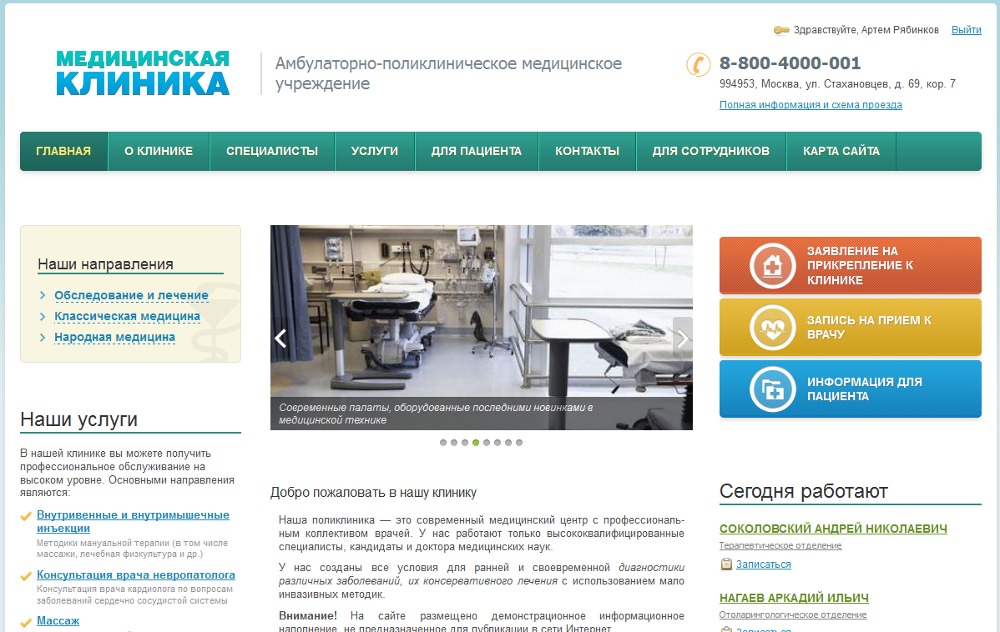 Здравствуйте, Артем Рябинков Выйти
МЕДИЦИНСКАЯ
КЛИНИКА
Амбулаторно-поликлиническое медицинское
учреждение
8-800-4000-001
994953, Москва, ул. Стахановцев, д. 69, кор. 7
Полная информация и схема проезда
ГЛАВНАЯ О КЛИНИКЕ СПЕЦИАЛИСТЫ УСЛУГИ ДЛЯ ПАЦИЕНТА КОНТАКТЫ ДЛЯ СОТРУДНИКОВ КАРТА САЙТА
Наши направления
Обследование и лечение
Классическая медицина
Народная медицина
Наши услуги
В нашей клинике вы можете получить
профессиональное обслуживание на
высоком уровне. Основными направления
являются:
Внутривенные и внутримышечные
инъекции
Методики мануальной терапии (в том числе
массажи, лечебная физкультура и др.)
Консультация врача невропатолога
Консультация врача кардиолога по вопросам
заболеваний сердечно сосудистой системы
Массаж
Современные палаты, оборудованные последними новинками в
медицинской технике
Добро пожаловать в нашу клинику
Наша поликлиника — это современный медицинский центр с профессиональ-
ным коллективом врачей. У нас работают только высококвалифицированные
специалисты, кандидаты и доктора медицинских наук.
У нас созданы все условия для ранней и своевременной диагностики
различных заболеваний, их консервативного лечения с использованием мало
инвазивных методик.
Внимание! На сайте размещено демонстрационное информационное
наполнение, не предназначенное для публикации в сети Интернет.
ЗАЯВЛЕНИЕ НА
ПРИКРЕПЛЕНИЕ К
КЛИНИКЕ
ЗАПИСЬ НА ПРИЕМ К
ВРАЧУ
ИНФОРМАЦИЯ ДЛЯ
ПАЦИЕНТА
Сегодня работают
СОКОЛОВСКИЙ АНДРЕЙ НИКОЛАЕВИЧ
Терапевтическое отделение
Записаться
НАГАЕВ АРКАДИЙ ИЛЬИЧ
Отоларингологическое отделение
Записаться